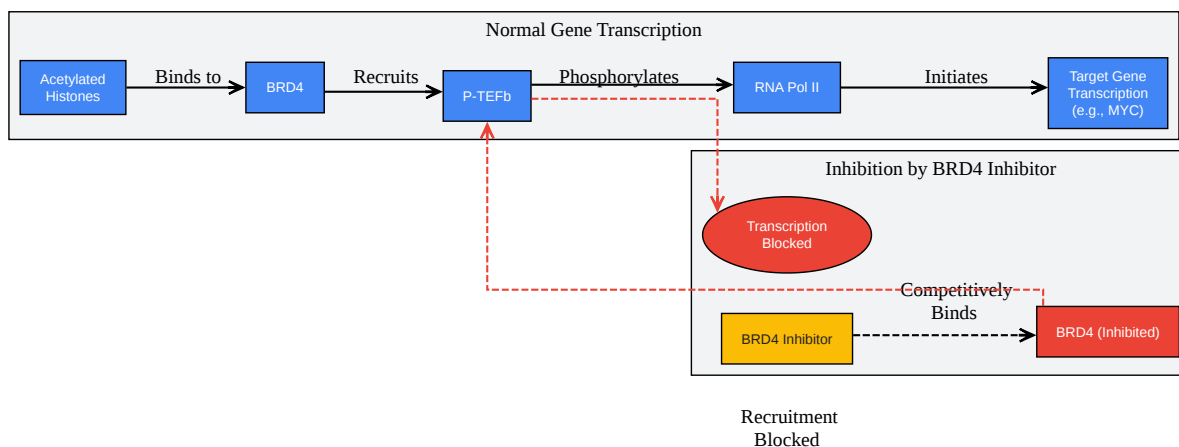 Normal Gene Transcription
Acetylated
Histones
Binds to
BRD4
Recruits
P-TEFb
Phosphorylates
RNA Pol II
Initiates
Target Gene
Transcription
(e.g., MYC)
Inhibition by BRD4 Inhibitor
Transcription
Blocked
BRD4 Inhibitor
Competitively
Binds
BRD4 (Inhibited)
Recruitment
Blocked